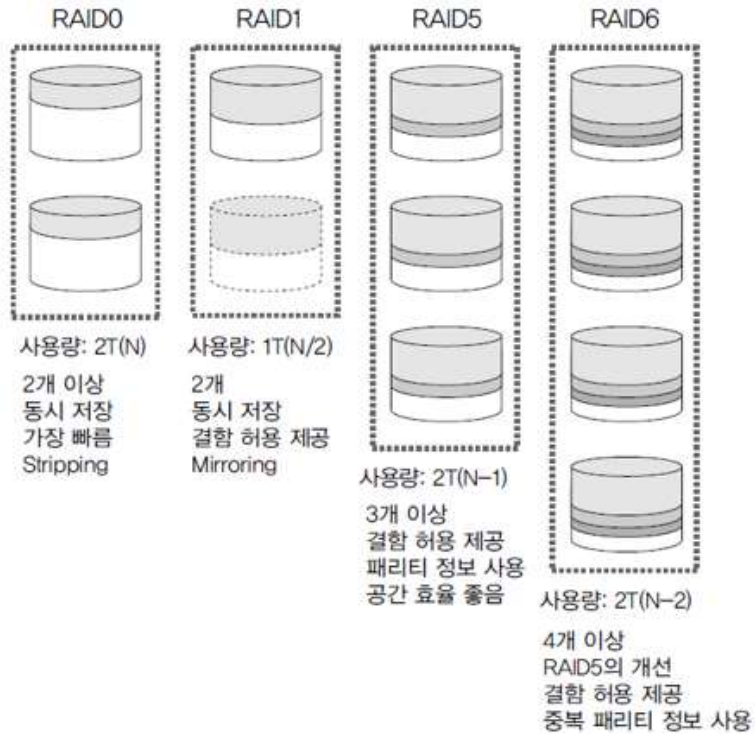 RAID0
RAID1
RAID5
RAID6
사용량: 2T(N)
2개 이상
동시 저장
가장 빠름
Stripping
사용량: 1T(N/2)
2개
동시 저장
결함 허용 제공
Mirroring
사용량: 2T(N-1)
3개 이상
결함 허용 제공
패리티 정보 사용
공간 효율 좋음
사용량: 2T(N-2)
4개 이상
RAID5의 개선
결함 허용 제공
중복 패리티 정보 사용